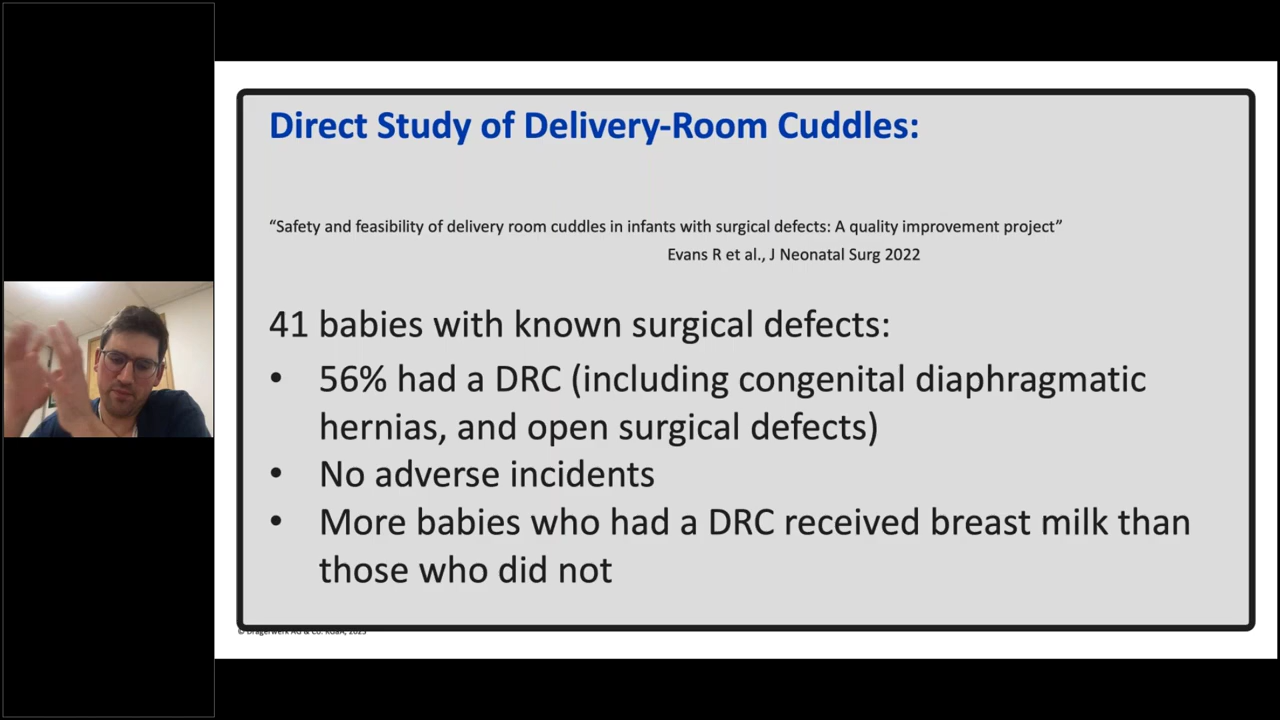 Direct Study of Delivery-Room Cuddles:
“Safety and feasibility of delivery room cuddles in infants with surgical defects: A quality improvement project”
Evans R et al., J Neonatal Surg 2022
41 babies with known surgical defects:
• 56% had a DRC (including congenital diaphragmatic
hernias, and open surgical defects)
• No adverse incidents
• More babies who had a DRC received breast milk than
those who did not